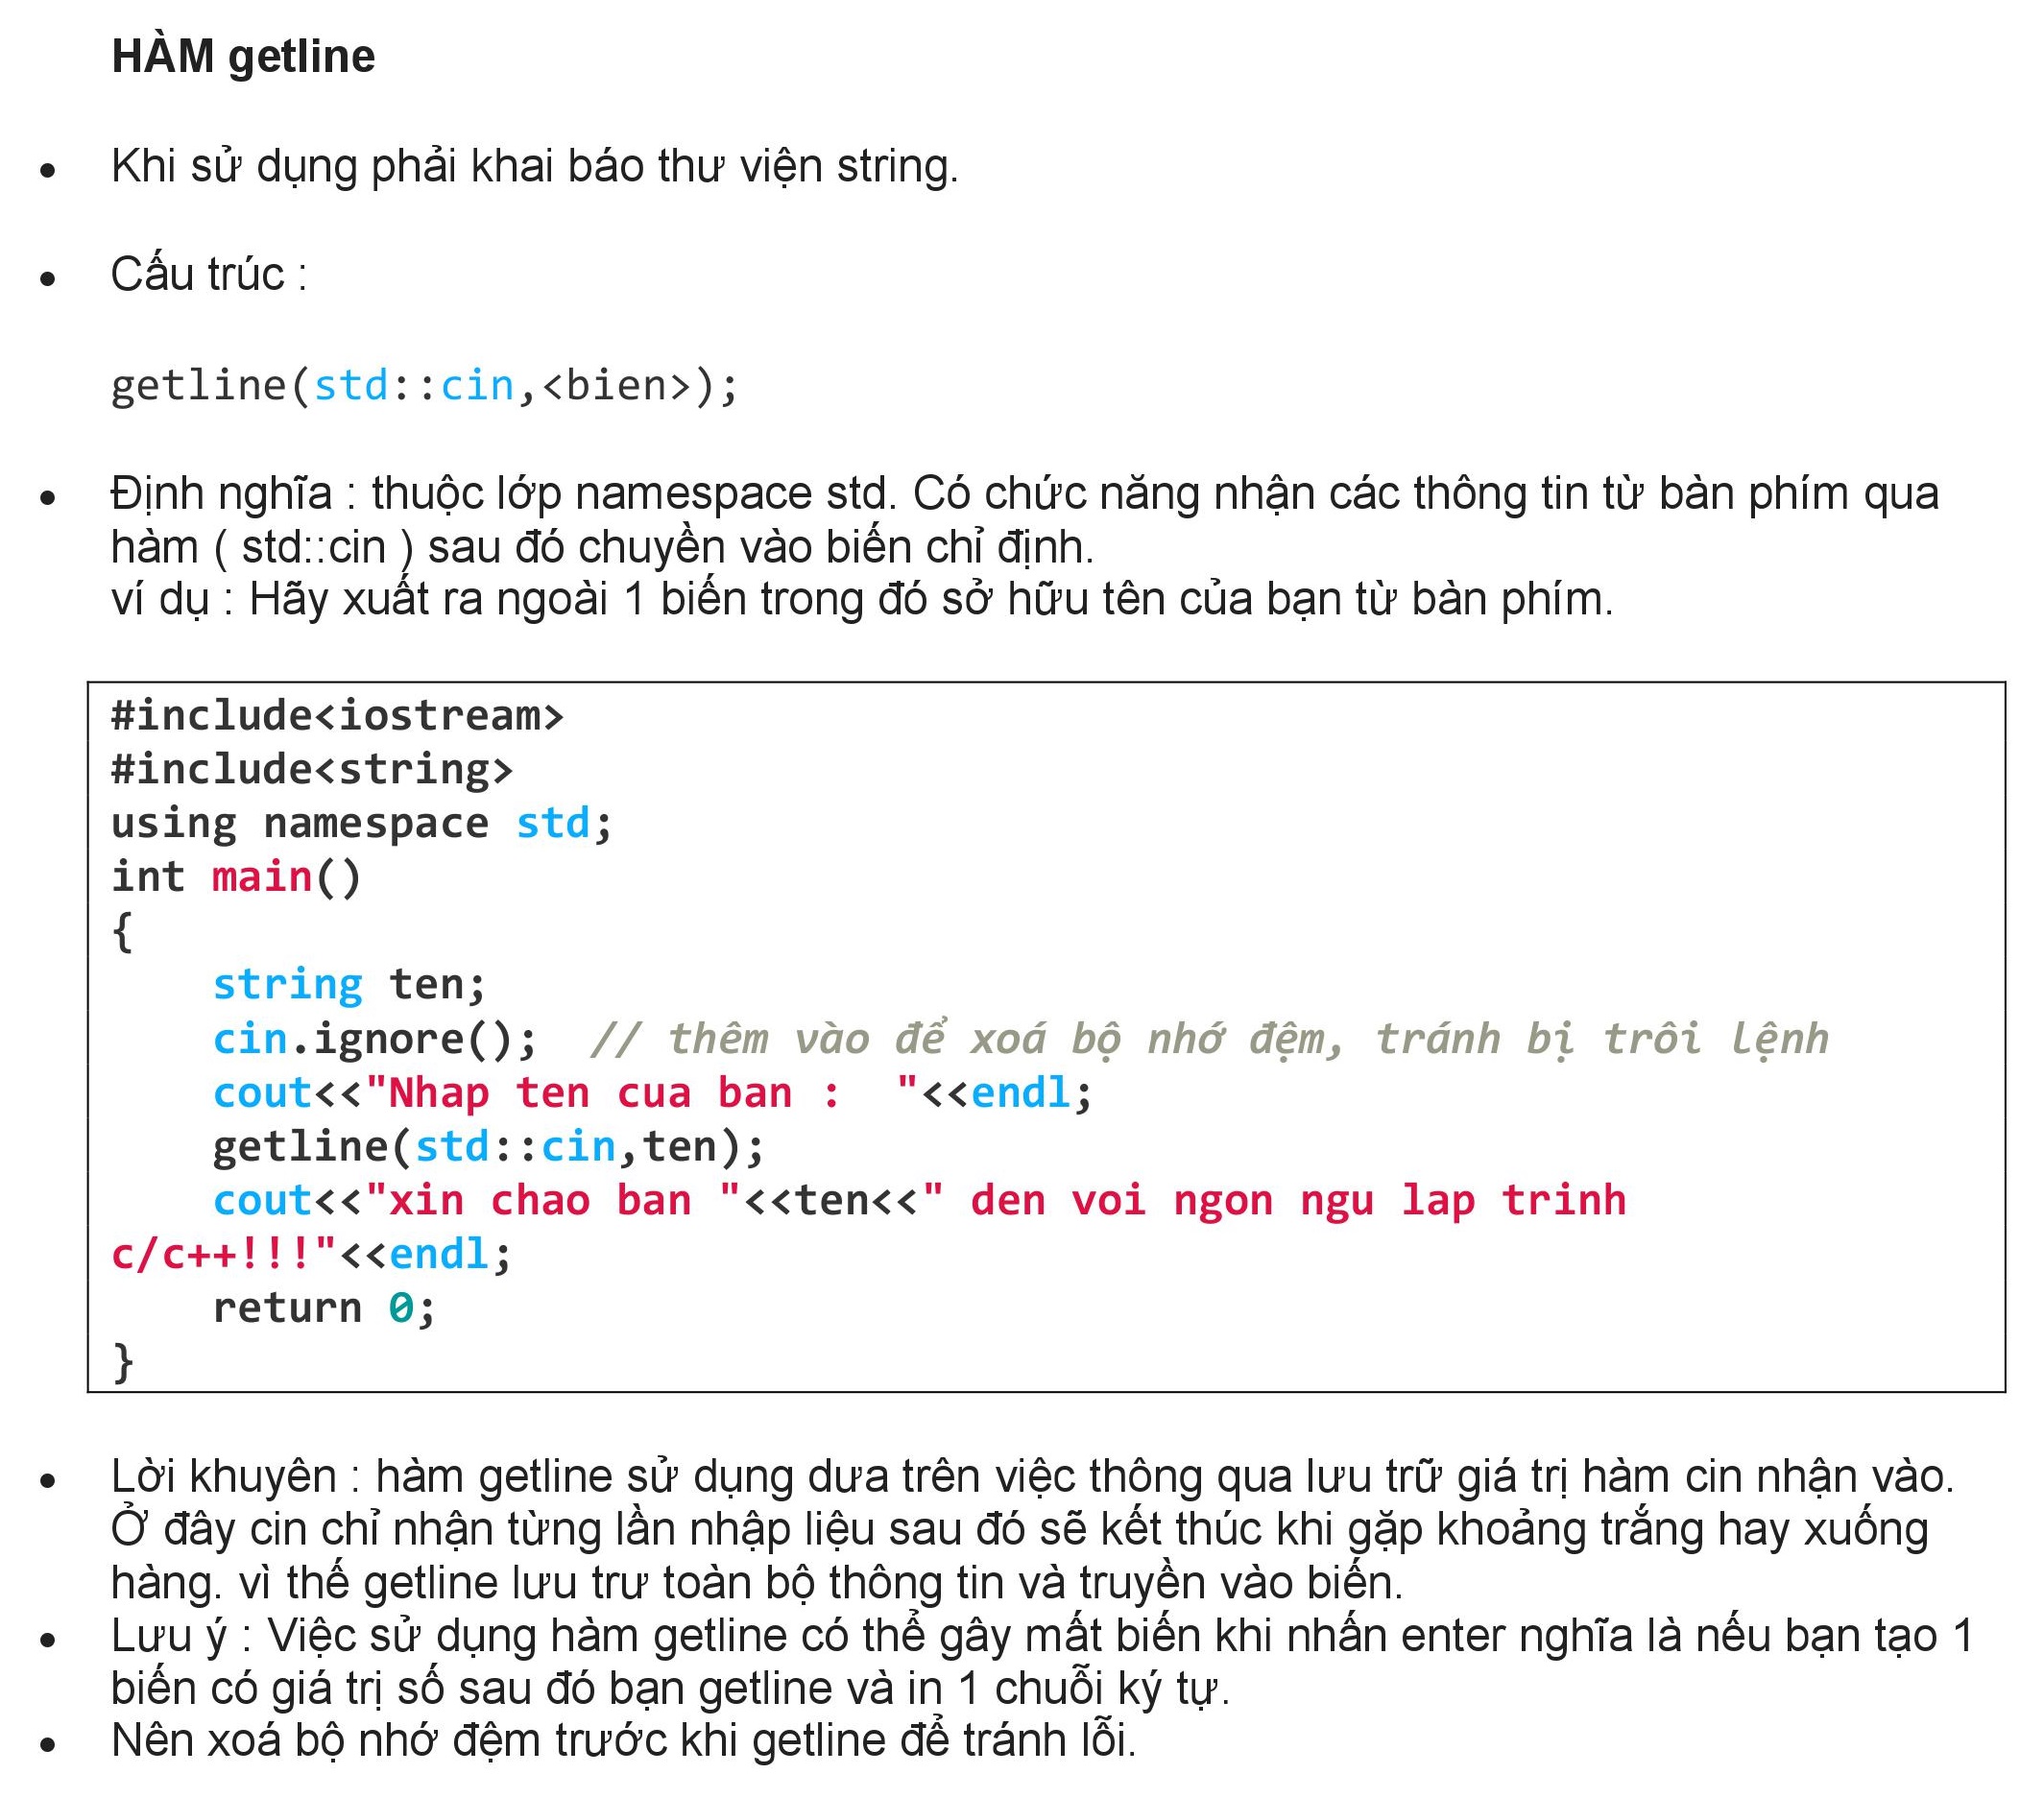 HÀM getline
• Khi sử dụng phải khai báo thư viện string.
• Cấu trúc :
getline(std::cin,<bien>);
• Định nghĩa : thuộc lớp namespace std. Có chức năng nhận các thông tin từ bàn phím qua
hàm ( std::cin ) sau đó chuyền vào biến chỉ định.
ví dụ : Hãy xuất ra ngoài 1 biến trong đó sở hữu tên của bạn từ bàn phím.
#include<iostream>
#include<string>
using namespace std;
int main()
{
    string ten;
    cin.ignore();  // thêm vào để xoá bộ nhớ đệm, tránh bị trôi lệnh
    cout<<"Nhap ten cua ban :  "<<endl;
    getline(std::cin,ten);
    cout<<"xin chao ban "<<ten<<" den voi ngon ngu lap trinh
c/c++!!!"<<endl;
    return 0;
}
• Lời khuyên : hàm getline sử dụng dưa trên việc thông qua lưu trữ giá trị hàm cin nhận vào.
Ở đây cin chỉ nhận từng lần nhập liệu sau đó sẽ kết thúc khi gặp khoảng trắng hay xuống
hàng. vì thế getline lưu trư toàn bộ thông tin và truyền vào biến.
• Lưu ý : Việc sử dụng hàm getline có thể gây mất biến khi nhấn enter nghĩa là nếu bạn tạo 1
biến có giá trị số sau đó bạn getline và in 1 chuỗi ký tự.
• Nên xoá bộ nhớ đệm trước khi getline để tránh lỗi.